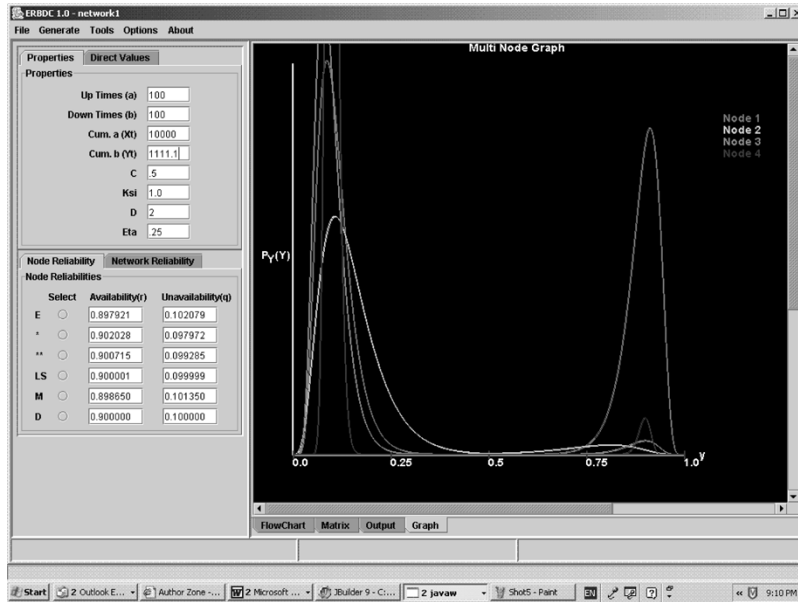 ERBDC 1.0 - network1
File Generate Tools Options About
Properties Direct Values
Properties
Up Times (a) 100
Down Times (b) 100
Cum. a (Xt) 10000
Cum. b (Yt) 1111.1
C .5
Ksi 1.0
D 2
Eta .25
Node Reliability Network Reliability
Node Reliabilities
Select Availability(r) Unavailability(q)
E 0.897921 0.102079
* 0.902028 0.097972
** 0.900715 0.099285
LS 0.900001 0.099999
M 0.898650 0.101350
D 0.900000 0.100000
Multi Node Graph
Node 1
Node 2
Node 3
Node 4
PY(Y)
0.0 0.25 0.5 0.75 1.0 y
FlowChart Matrix Output Graph
Start 2 Outlook E... Author Zone -... 2 Microsoft ... JBuilder 9 - C:... 2 javaw Shot5 - Paint EN 9:10 PM